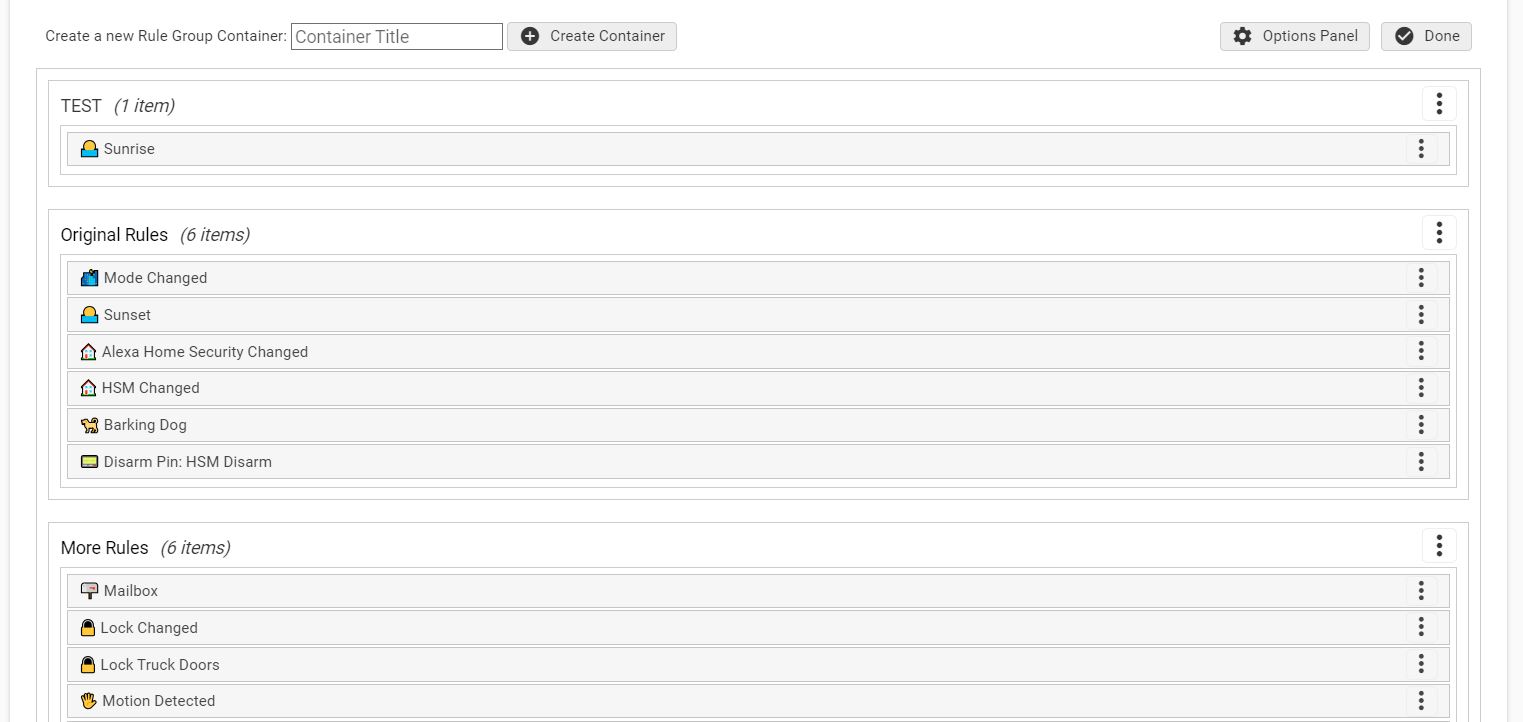 Create a new Rule Group Container: Container Title Create Container Options Panel Done
TEST (1 item)
Sunrise
Original Rules (6 items)
Mode Changed
Sunset
Alexa Home Security Changed
HSM Changed
Barking Dog
Disarm Pin: HSM Disarm
More Rules (6 items)
Mailbox
Lock Changed
Lock Truck Doors
Motion Detected